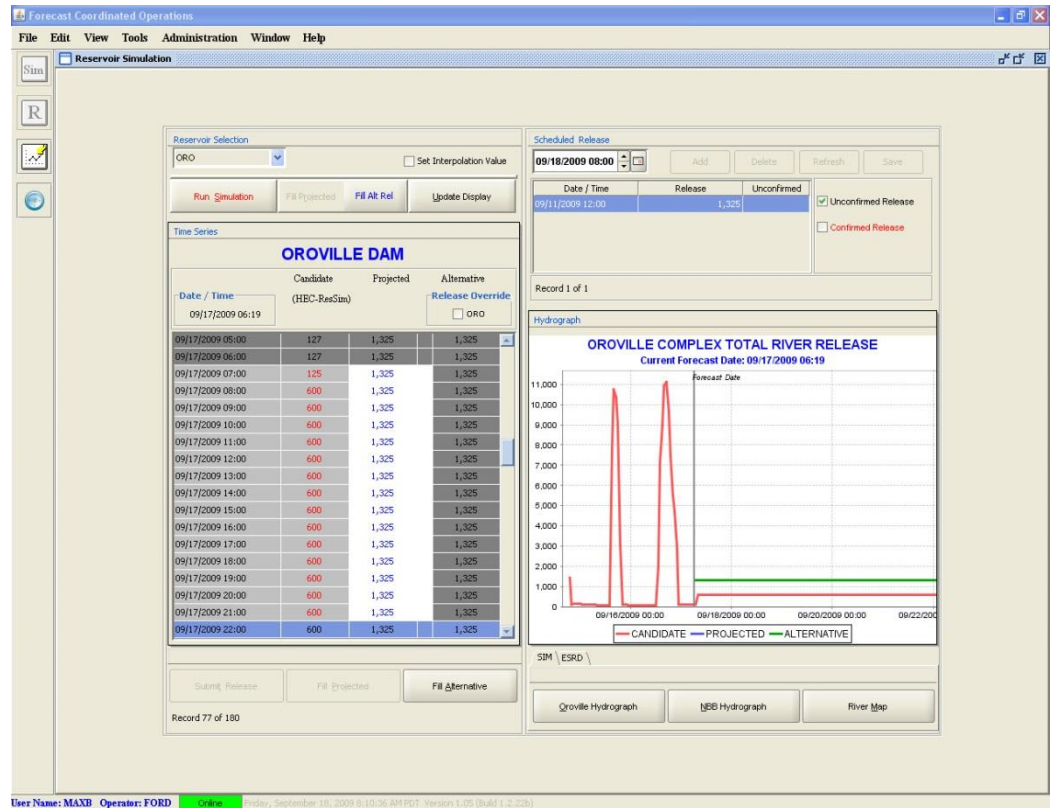 Forecast Coordinated Operations
File Edit View Tools Administration Window Help
Reservoir Simulation
Sim
R
Reservoir Selection
ORO
Set Interpolation Value
Run Simulation Fill Projected Fill Alt Rel Update Display
Time Series
OROVILLE DAM
Candidate Projected Alternative
Date / Time (HEC-ResSim) Release Override
09/17/2009 06:19 ORO
09/17/2009 05:00 127 1,325 1,325
09/17/2009 06:00 127 1,325 1,325
09/17/2009 07:00 125 1,325 1,325
09/17/2009 08:00 600 1,325 1,325
09/17/2009 09:00 600 1,325 1,325
09/17/2009 10:00 600 1,325 1,325
09/17/2009 11:00 600 1,325 1,325
09/17/2009 12:00 600 1,325 1,325
09/17/2009 13:00 600 1,325 1,325
09/17/2009 14:00 600 1,325 1,325
09/17/2009 15:00 600 1,325 1,325
09/17/2009 16:00 600 1,325 1,325
09/17/2009 17:00 600 1,325 1,325
09/17/2009 18:00 600 1,325 1,325
09/17/2009 19:00 600 1,325 1,325
09/17/2009 20:00 600 1,325 1,325
09/17/2009 21:00 600 1,325 1,325
09/17/2009 22:00 600 1,325 1,325
Submit Release Fill Projected Fill Alternative
Record 77 of 180
Scheduled Release
09/18/2009 08:00 Add Delete Refresh Save
Date / Time Release Unconfirmed
09/11/2009 12:00 1,325
Unconfirmed Release
Confirmed Release
Record 1 of 1
Hydrograph
OROVILLE COMPLEX TOTAL RIVER RELEASE
Current Forecast Date: 09/17/2009 06:19
Forecast Date
11,000
10,000
9,000
8,000
7,000
6,000
5,000
4,000
3,000
2,000
1,000
0
09/16/2009 00:00 09/18/2009 00:00 09/20/2009 00:00 09/22/200
CANDIDATE PROJECTED ALTERNATIVE
SIM ESRD
Oroville Hydrograph NBB Hydrograph River Map
User Name: MAXB Operator: FORD Online Friday, September 18, 2009 8:10:36 AM PDT Version 1.05 (Build 1.2.22b)